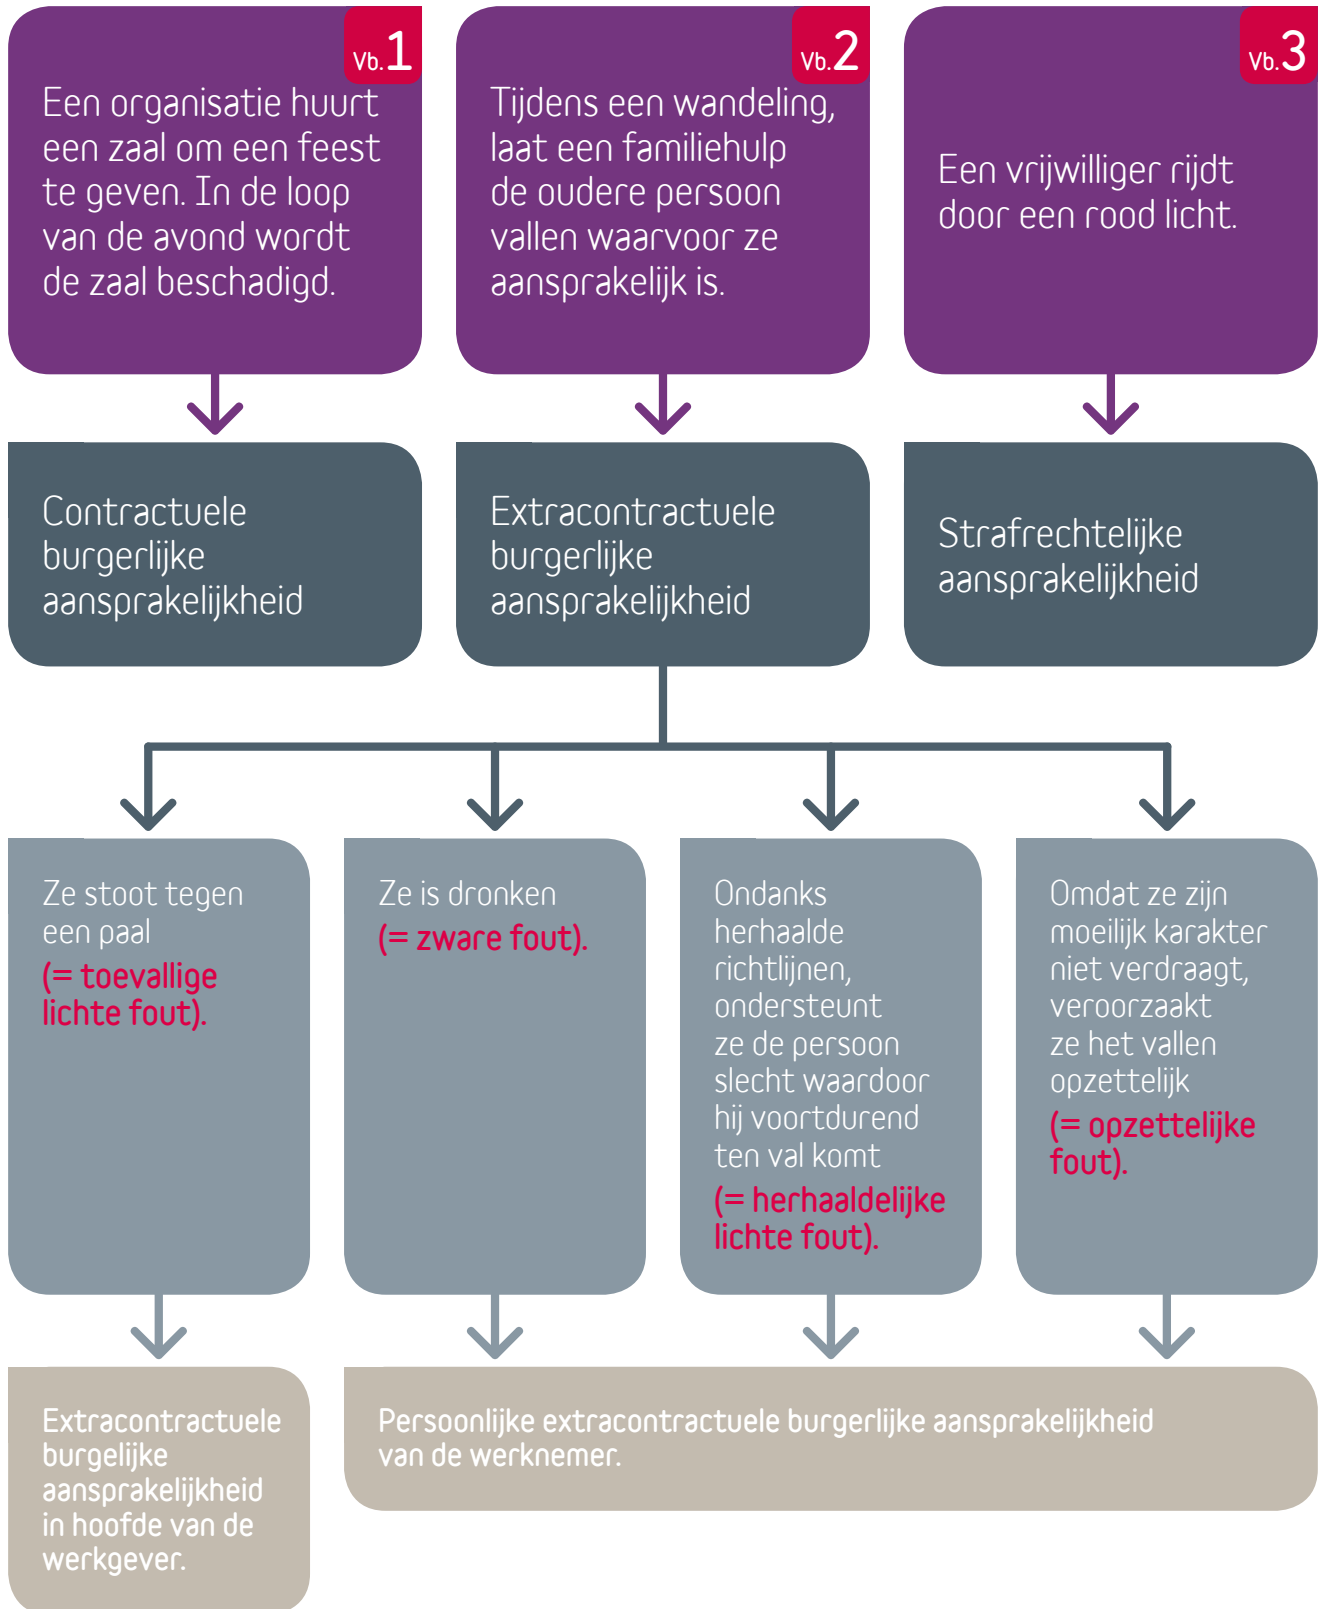 Vb.1
Een organisatie huurt
een zaal om een feest
te geven. In de loop
van de avond wordt
de zaal beschadigd.
Vb.2
Tijdens een wandeling,
laat een familiehulp
de oudere persoon
vallen waarvoor ze
aansprakelijk is.
Vb.3
Een vrijwilliger rijdt
door een rood licht.
Contractuele
burgerlijke
aansprakelijkheid
Extracontractuele
burgerlijke
aansprakelijkheid
Strafrechtelijke
aansprakelijkheid
Ze stoot tegen
een paal
(= toevallige
lichte fout).
Ze is dronken
(= zware fout).
Ondanks
herhaalde
richtlijnen,
ondersteunt
ze de persoon
slecht waardoor
hij voortdurend
ten val komt
(= herhaaldelijke
lichte fout).
Omdat ze zijn
moeilijk karakter
niet verdraagt,
veroorzaakt
ze het vallen
opzettelijk
(= opzettelijke
fout).
Extracontractuele
burgelijke
aansprakelijkheid
in hoofde van de
werkgever.
Persoonlijke extracontractuele burgerlijke aansprakelijkheid
van de werknemer.